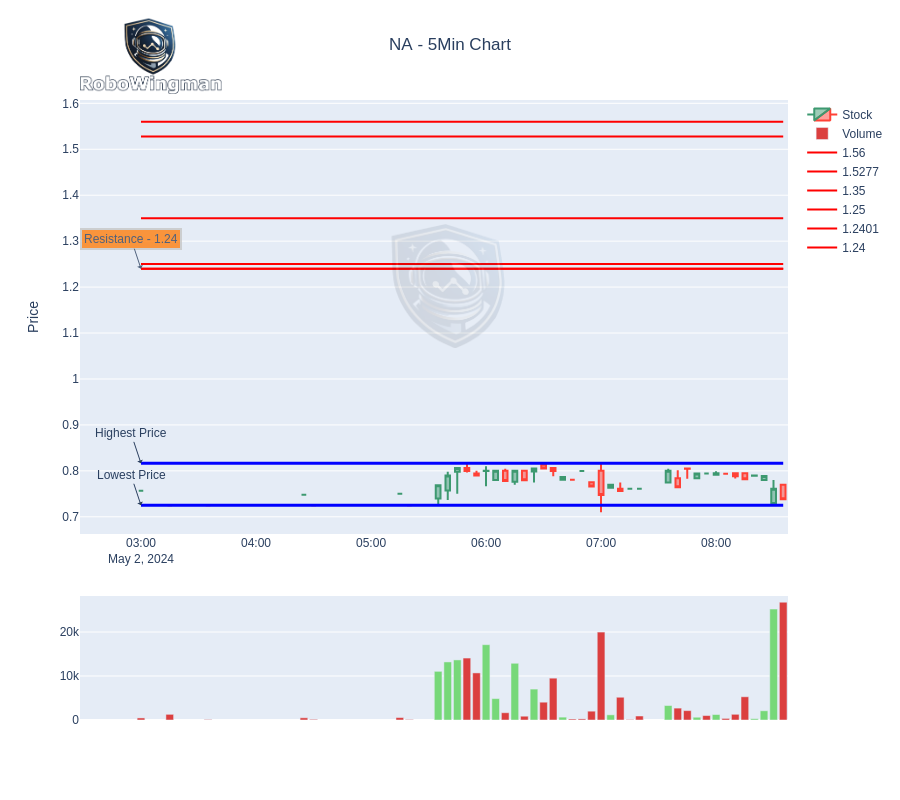 RoboWingman
NA - 5Min Chart
Stock
Volume
1.56
1.5277
1.35
1.25
1.2401
1.24
1.6
1.5
1.4
1.3
1.2
1.1
1
0.9
0.8
0.7
Price
Resistance - 1.24
Highest Price
Lowest Price
03:00
04:00
05:00
06:00
07:00
08:00
May 2, 2024
20k
10k
0